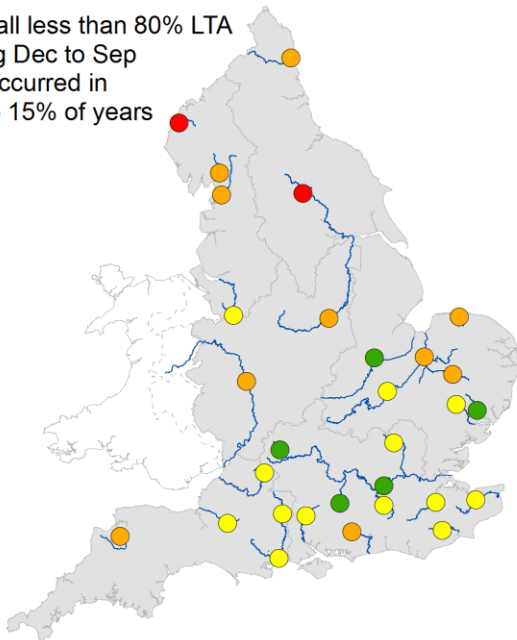 all less than 80% LTA
g Dec to Sep
ccurred in
15% of years